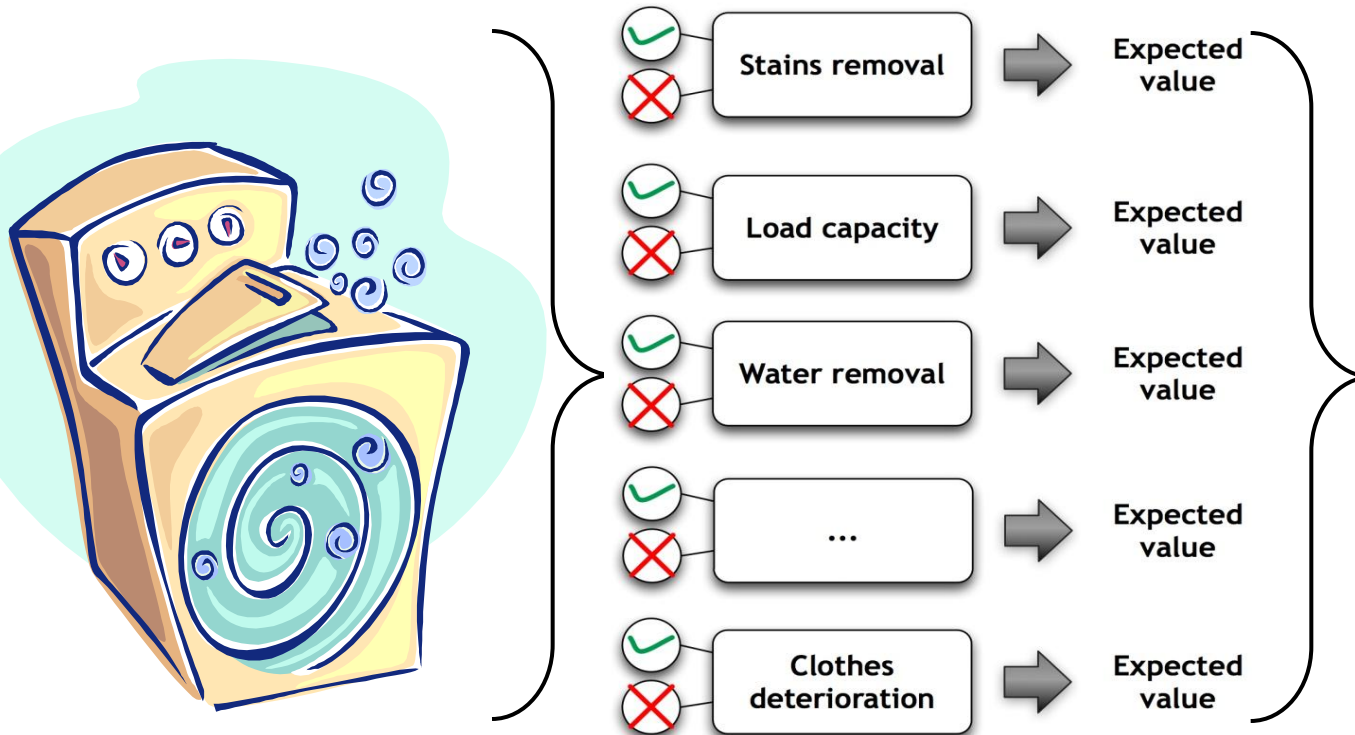 Stains removal
Expected
value
Load capacity
Expected
value
Water removal
Expected
value
...
Expected
value
Clothes
deterioration
Expected
value